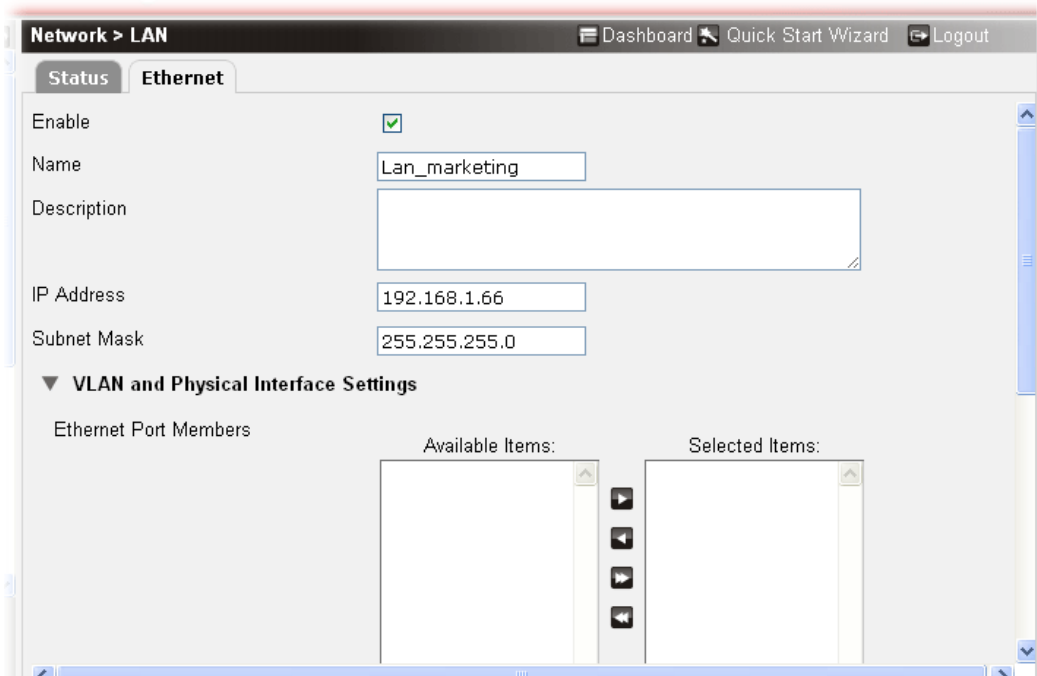 Network > LAN Dashboard Quick Start Wizard Logout
Status Ethernet
Enable
Name Lan_marketing
Description
IP Address 192.168.1.66
Subnet Mask 255.255.255.0
VLAN and Physical Interface Settings
Ethernet Port Members
Available Items: Selected Items: